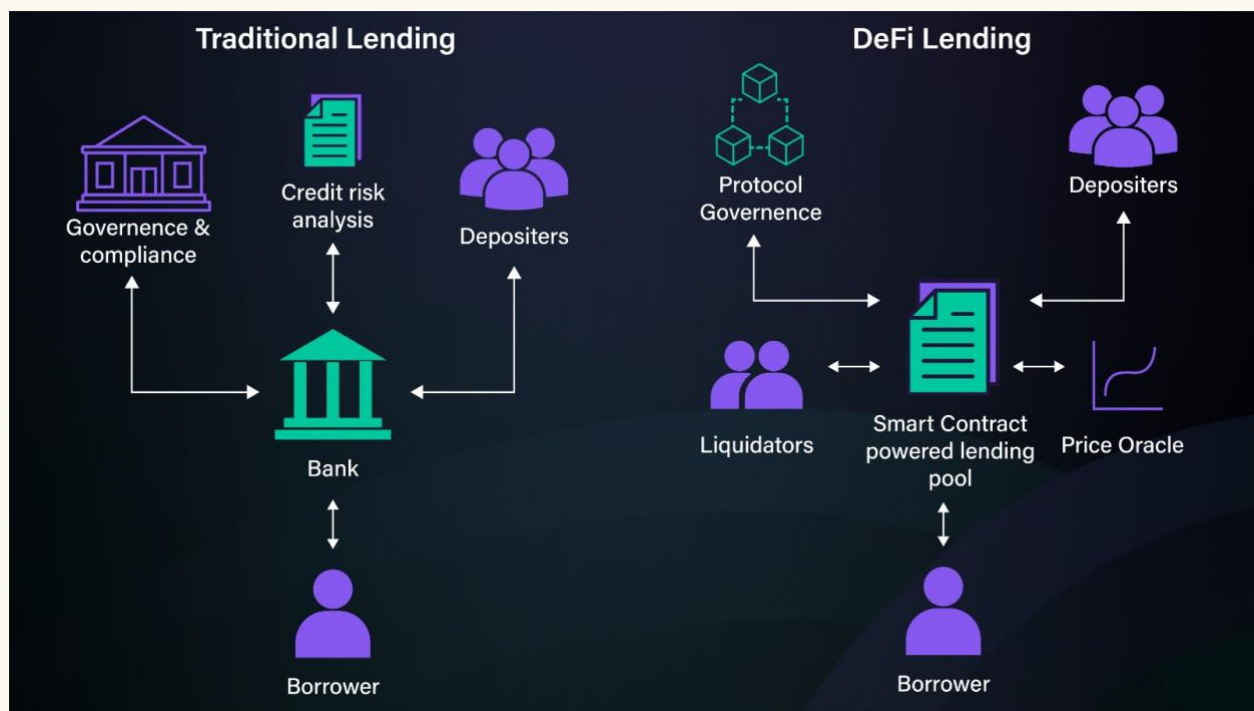 Traditional Lending
Governence &
compliance
Credit risk
analysis
Depositers
Bank
Borrower
DeFi Lending
Protocol
Governence
Depositers
Liquidators
Smart Contract
powered lending
pool
Price Oracle
Borrower